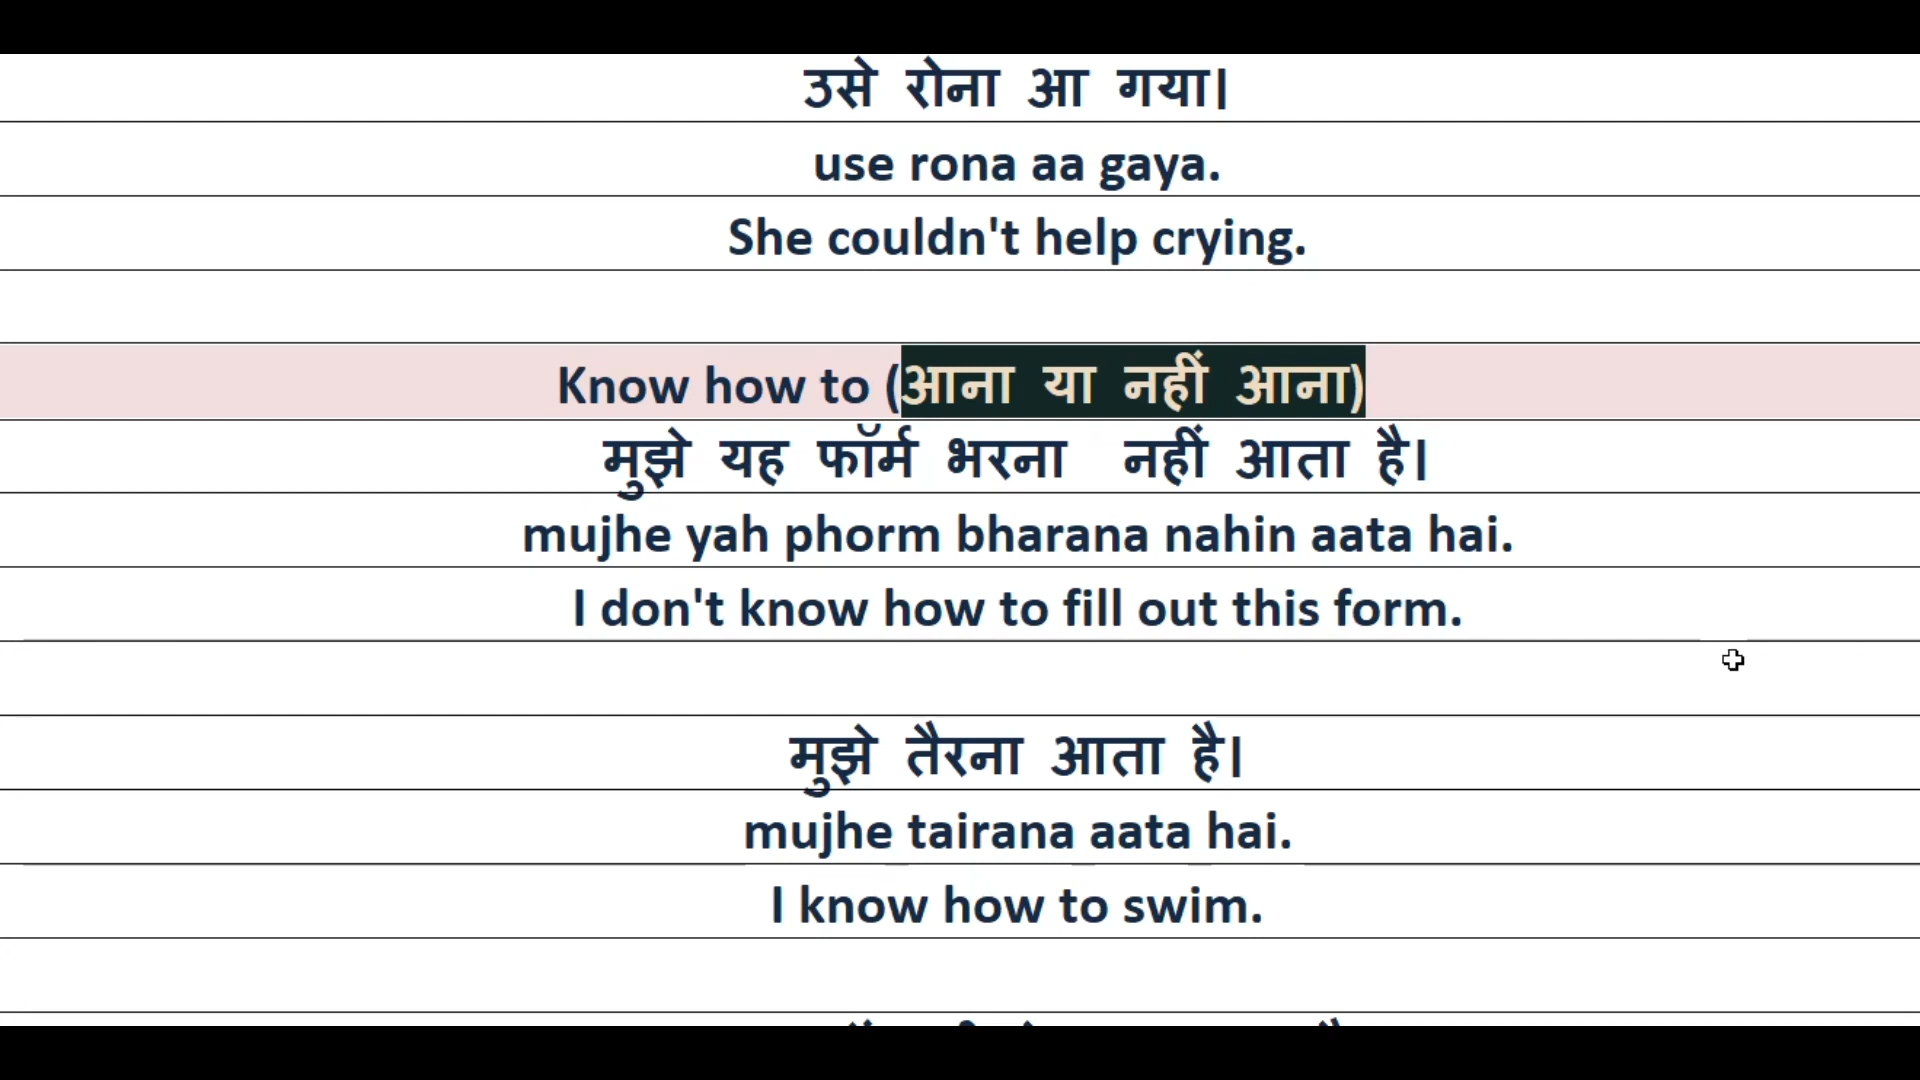 उसे रोना आ गया।
use rona aa gaya.
She couldn't help crying.
Know how to (आना या नहीं आना)
मुझे यह फॉर्म भरना नहीं आता है।
mujhe yah phorm bharana nahin aata hai.
I don't know how to fill out this form.
मुझे तैरना आता है।
mujhe tairana aata hai.
I know how to swim.